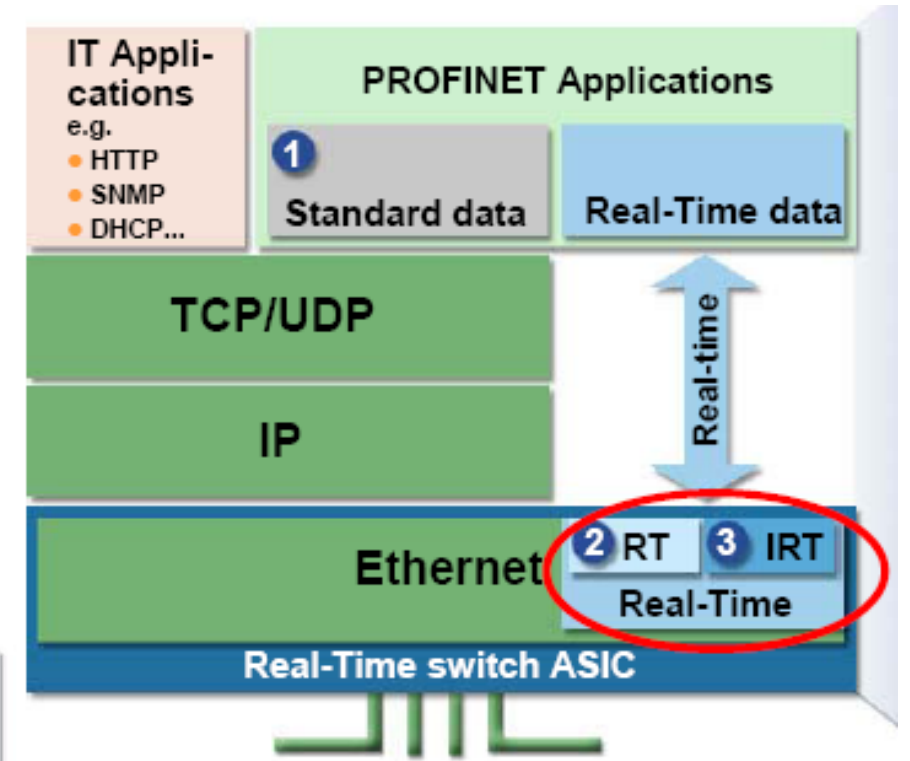 IT Appli-
cations
e.g.
• HTTP
• SNMP
• DHCP...
PROFINET Applications
1
Standard data
Real-Time data
TCP/UDP
Real-time
IP
Ethernet
2 RT
3 IRT
Real-Time
Real-Time switch ASIC